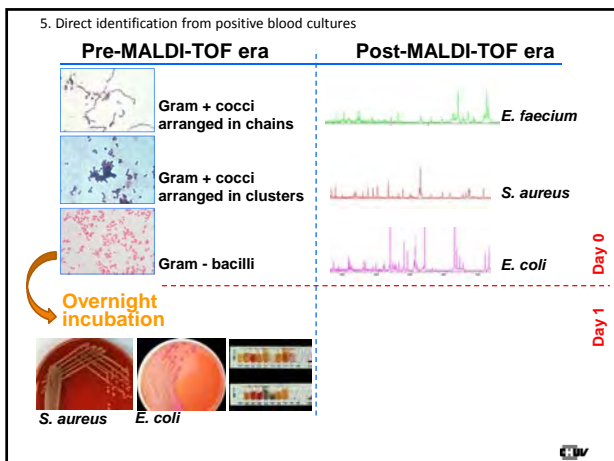 5. Direct identification from positive blood cultures
Pre-MALDI-TOF era
Post-MALDI-TOF era
Gram + cocci
arranged in chains
E. faecium
Gram + cocci
arranged in clusters
S. aureus
Gram - bacilli
E. coli
Day 0
Overnight
incubation
Day 1
S. aureus
E. coli
CHUV